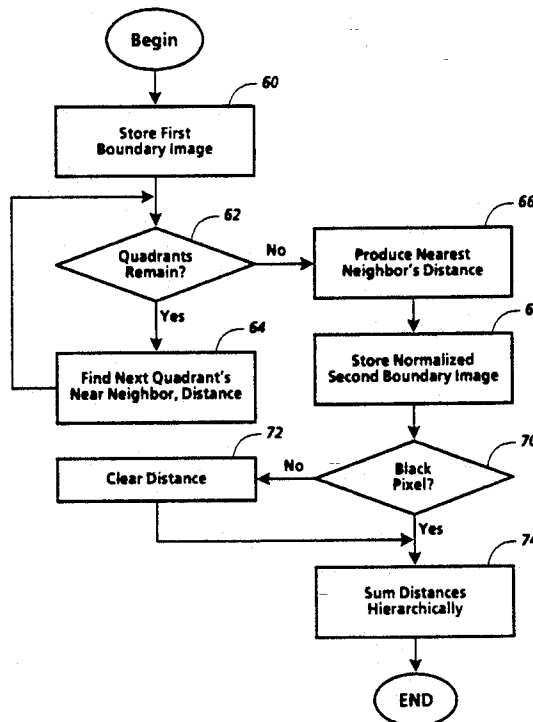 Begin
60
Store First
Boundary Image
62
Quadrants
Remain?
No
Yes
64
Find Next Quadrant's
Near Neighbor, Distance
66
Produce Nearest
Neighbor's Distance
Store Normalized
Second Boundary Image
70
Black
Pixel?
No
Yes
72
Clear Distance
74
Sum Distances
Hierarchically
END